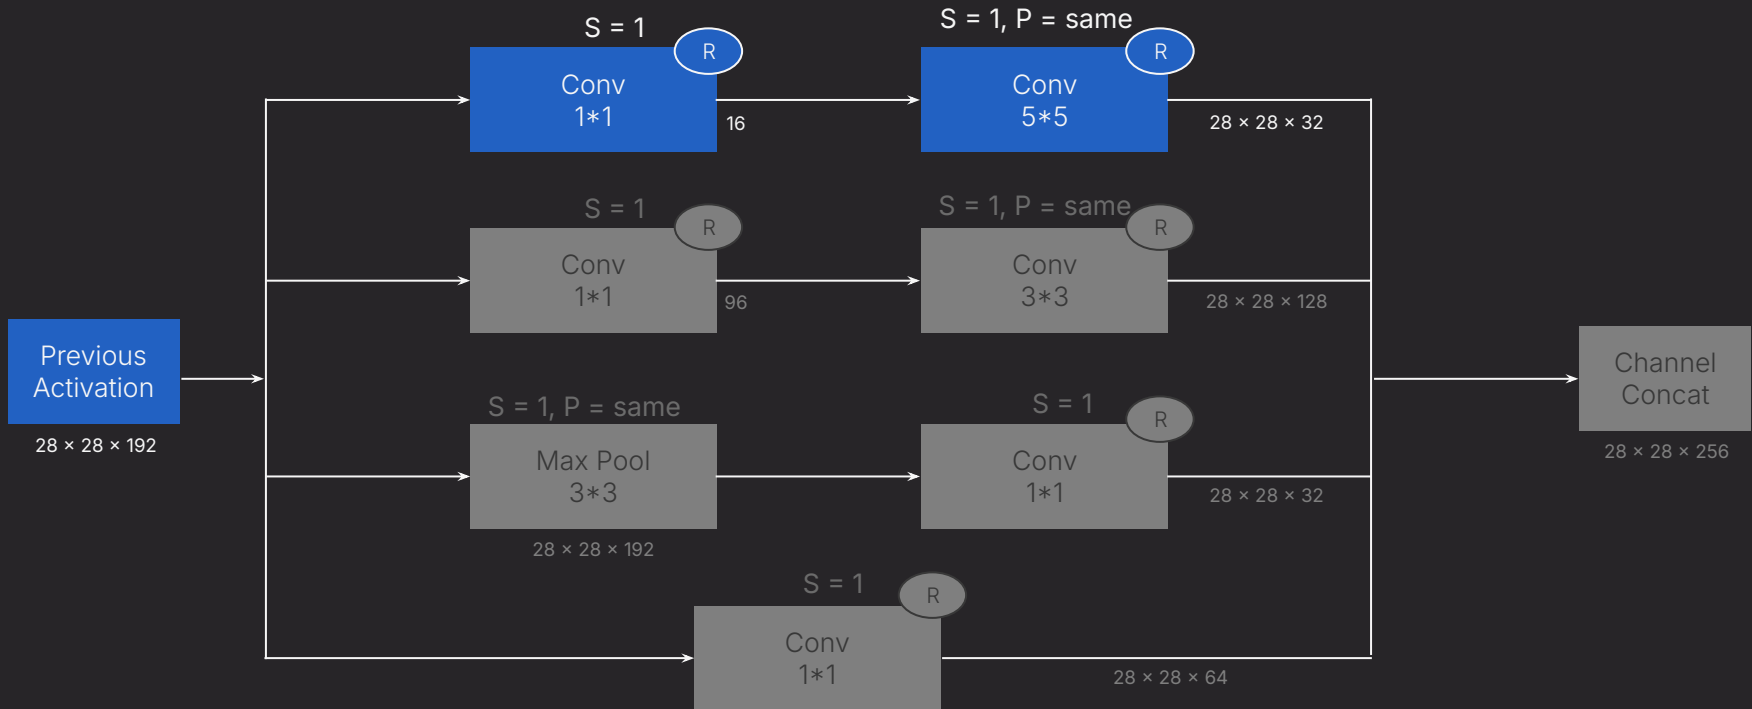 S = 1
S = 1, P = same
R
R
Conv
1*1
Conv
5*5
16
28 × 28 × 32
S = 1
S = 1, P = same
R
R
Conv
1*1
Conv
3*3
96
28 × 28 × 128
Previous
Activation
28 × 28 × 192
Channel
Concat
28 × 28 × 256
S = 1, P = same
S = 1
R
Max Pool
3*3
Conv
1*1
28 × 28 × 32
28 × 28 × 192
S = 1
R
Conv
1*1
28 × 28 × 64